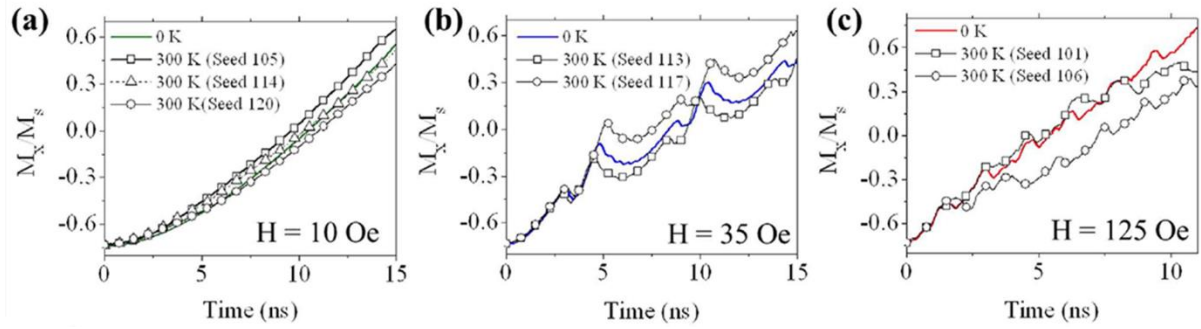 (a)
0.6
0.3
0.0
-0.3
-0.6
Mx/Ms
0 K
300 K (Seed 105)
300 K (Seed 114)
300 K(Seed 120)
H = 10 Oe
0 5 10 15
Time (ns)
(b)
0.6
0.3
0.0
-0.3
-0.6
Mx/Ms
0 K
300 K (Seed 113)
300 K (Seed 117)
H = 35 Oe
0 5 10 15
Time (ns)
(c)
0.6
0.3
0.0
-0.3
-0.6
Mx/Ms
0 K
300 K (Seed 101)
300 K (Seed 106)
H = 125 Oe
0 5 10
Time (ns)